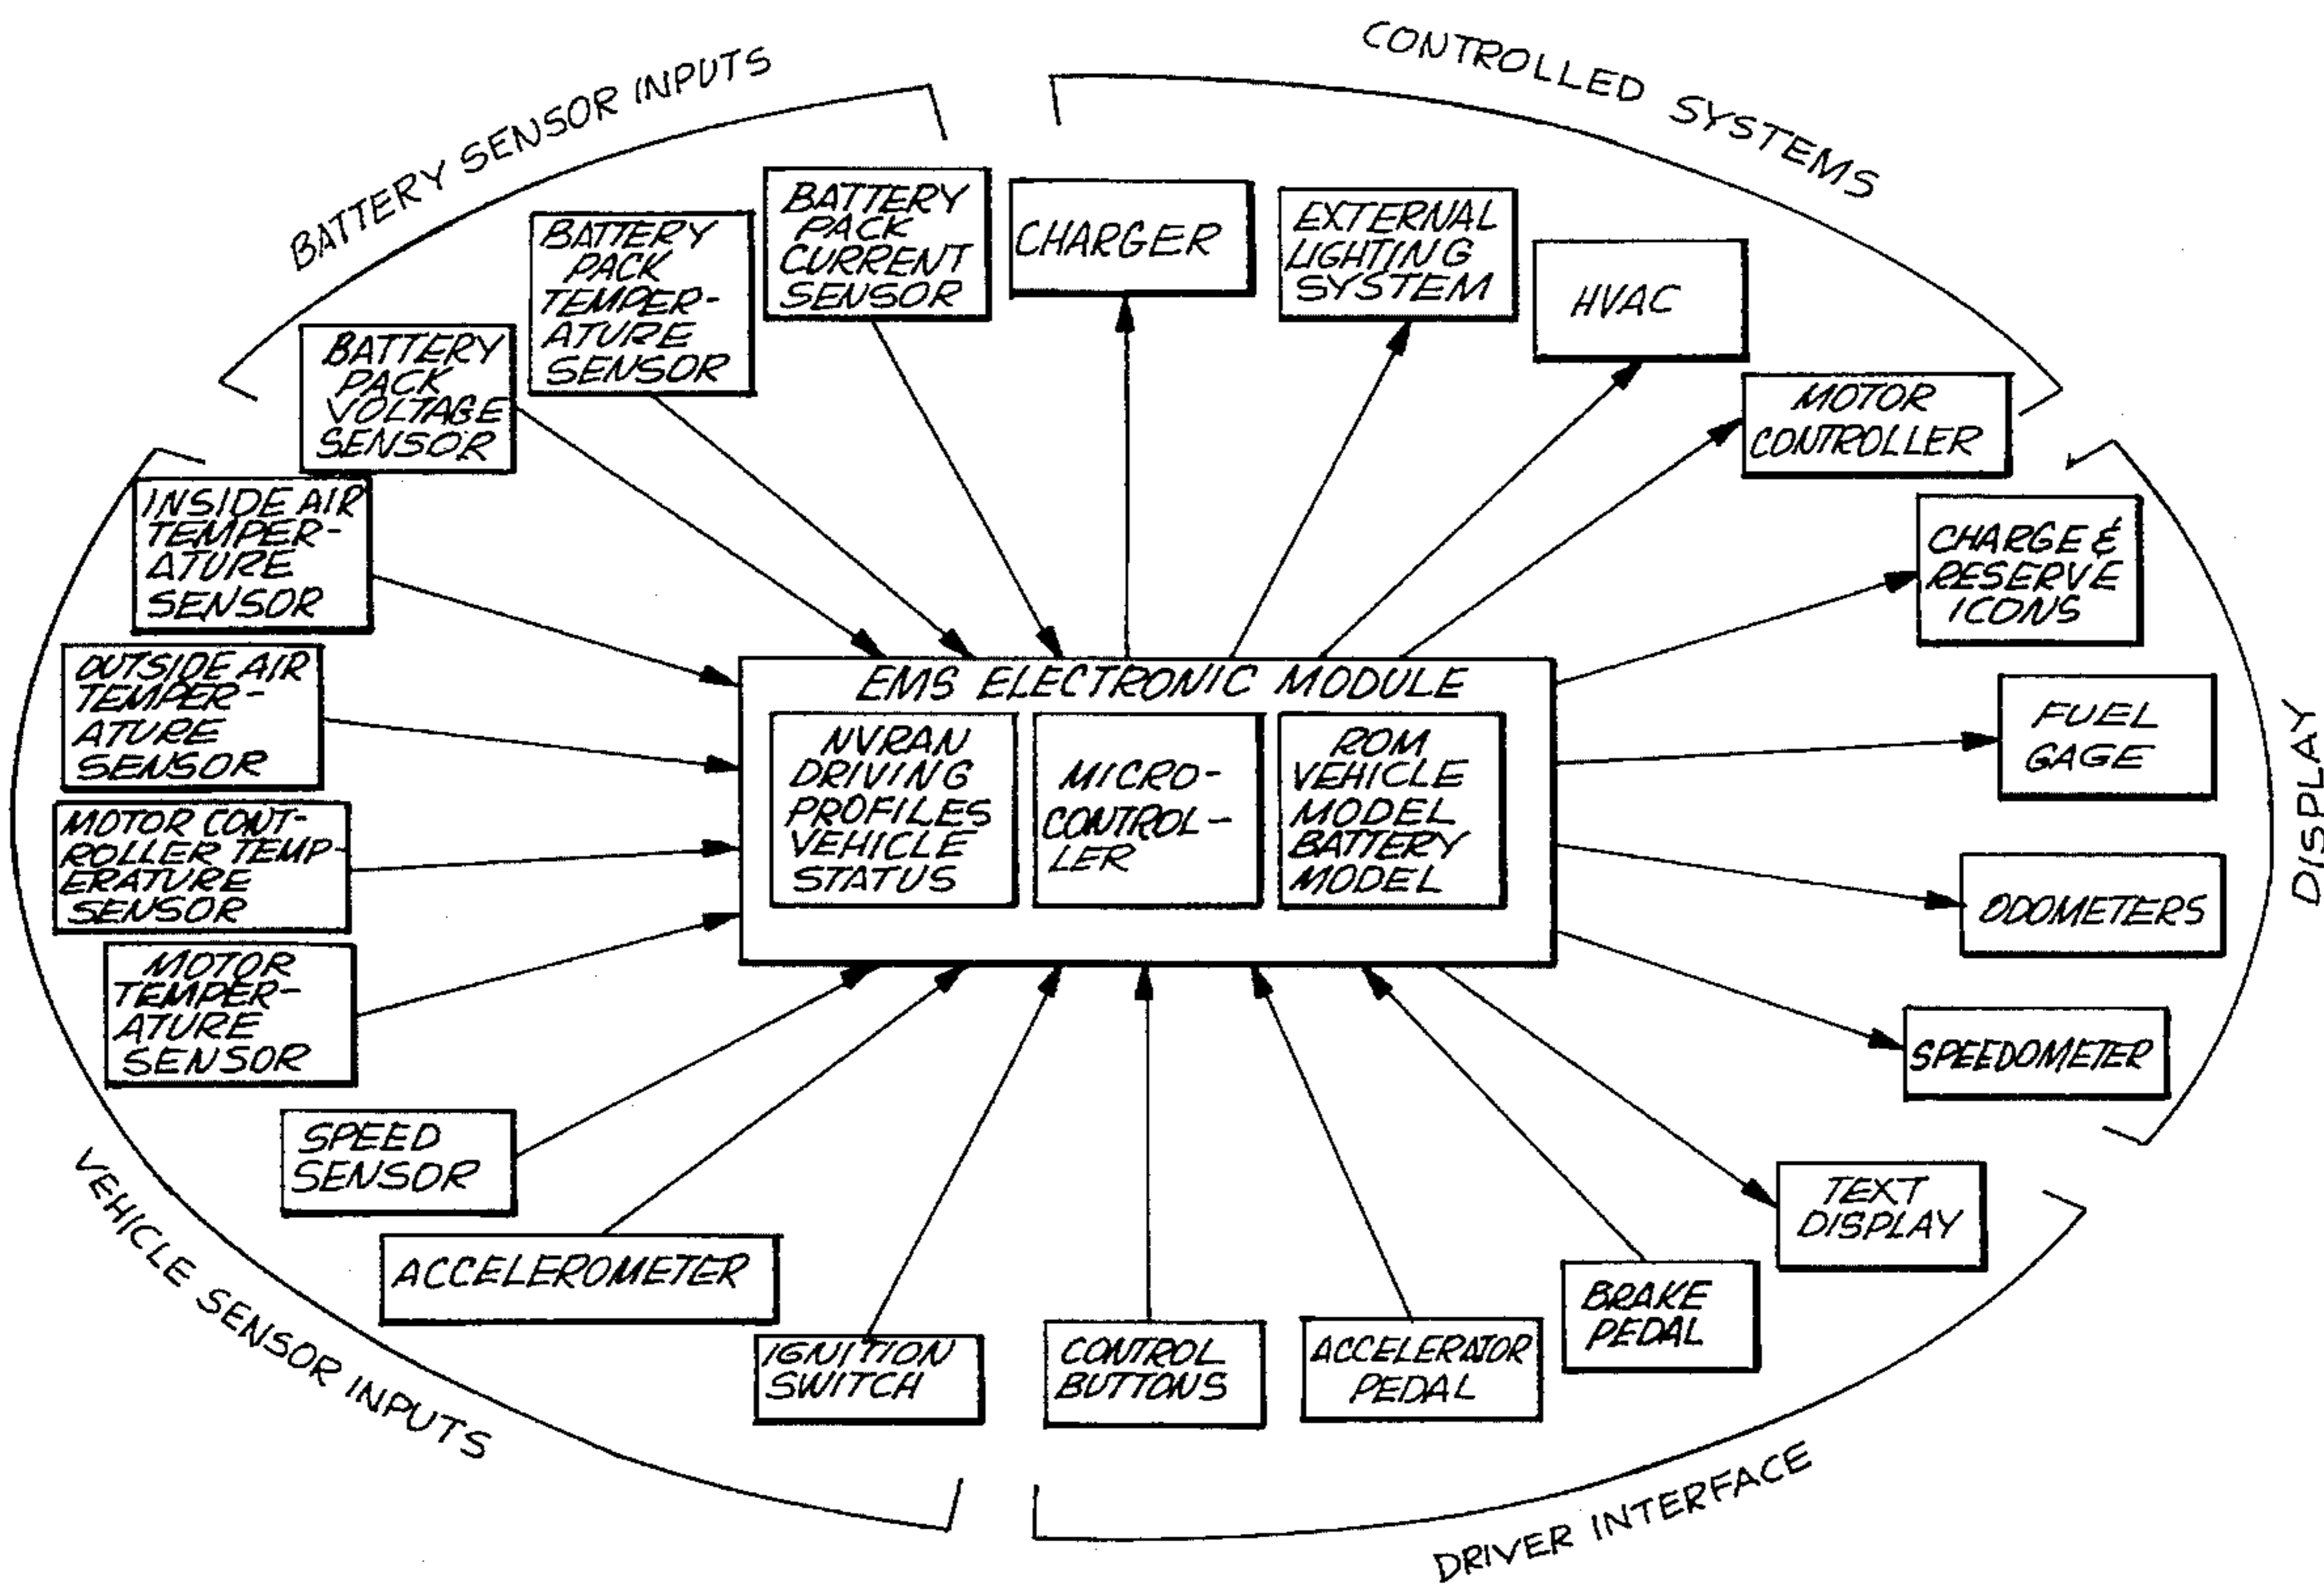 CONTROLLED SYSTEMS
BATTERY SENSOR INPUTS
BATTERY
PACK
CURRENT
SENSOR
CHARGER
EXTERNAL
LIGHTING
SYSTEM
BATTERY
PACK
TEMPER-
ATURE
SENSOR
HVAC
BATTERY
PACK
VOLTAGE
SENSOR
MOTOR
CONTROLLER
INSIDE AIR
TEMPER-
ATURE
SENSOR
CHARGE &
RESERVE
ICONS
OUTSIDE AIR
TEMPER-
ATURE
SENSOR
EMS ELECTRONIC MODULE
NVRAN
DRIVING
PROFILES
VEHICLE
STATUS
MICRO-
CONTROL-
LER
ROM
VEHICLE
MODEL
BATTERY
MODEL
FUEL
GAGE
DISPLAY
MOTOR CONT-
ROLLER TEMP-
ERATURE
SENSOR
ODOMETERS
MOTOR
TEMPER-
ATURE
SENSOR
SPEEDOMETER
SPEED
SENSOR
TEXT
DISPLAY
VEHICLE SENSOR INPUTS
ACCELEROMETER
BRAKE
PEDAL
IGNITION
SWITCH
CONTROL
BUTTONS
ACCELERATOR
PEDAL
DRIVER INTERFACE